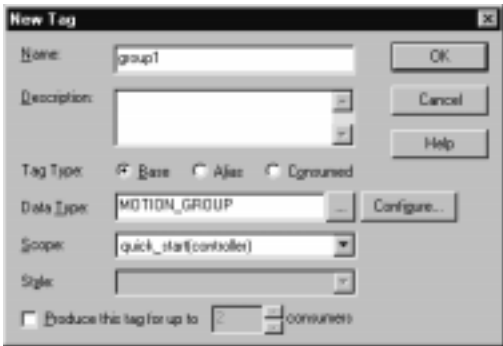 New Tag
Name: group1 OK
Description: Cancel
Help
Tag Type: Base Alias Consumed
Data Type: MOTION_GROUP ... Configure...
Scope: quick_start(controller)
Style:
Produce this tag for up to 2 consumers